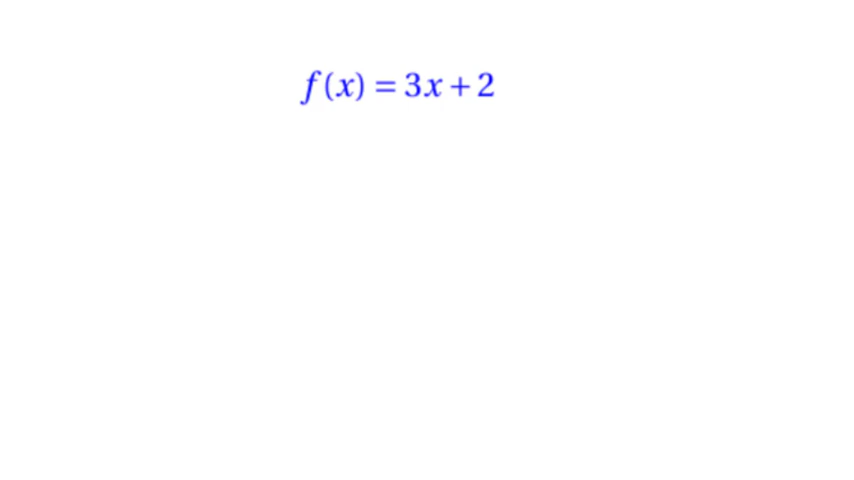 f(x) = 3x + 2